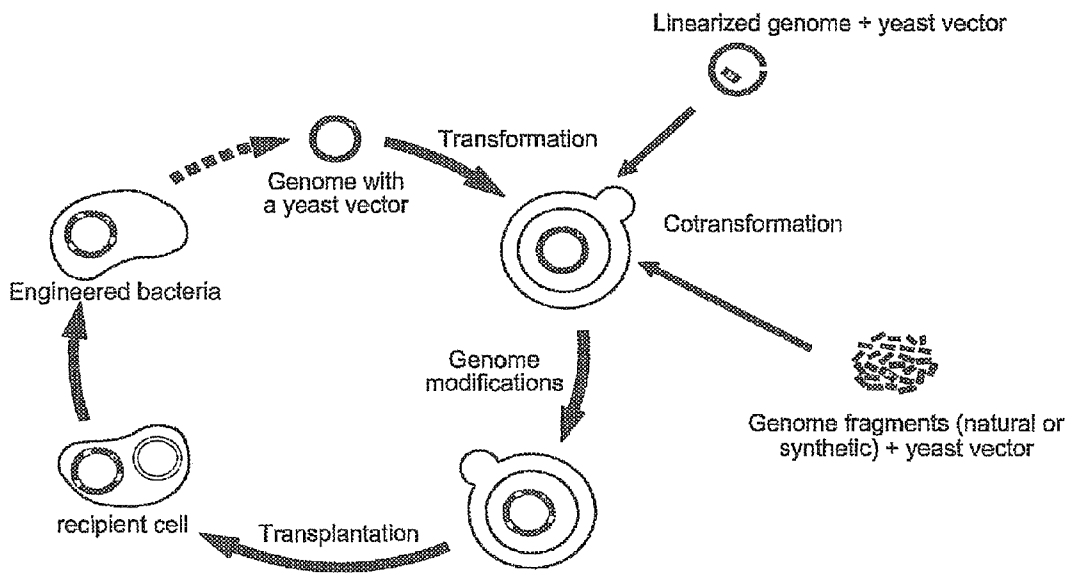 Linearized genome + yeast vector
Transformation
Genome with
a yeast vector
Cotransformation
Engineered bacteria
Genome
modifications
Genome fragments (natural or
synthetic) + yeast vector
recipient cell
Transplantation